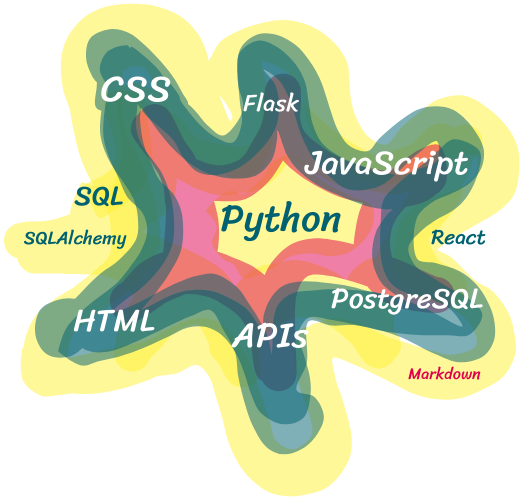 CSS
Flask
JavaScript
SQL
Python
SQLAlchemy
React
PostgreSQL
HTML
APIs
Markdown